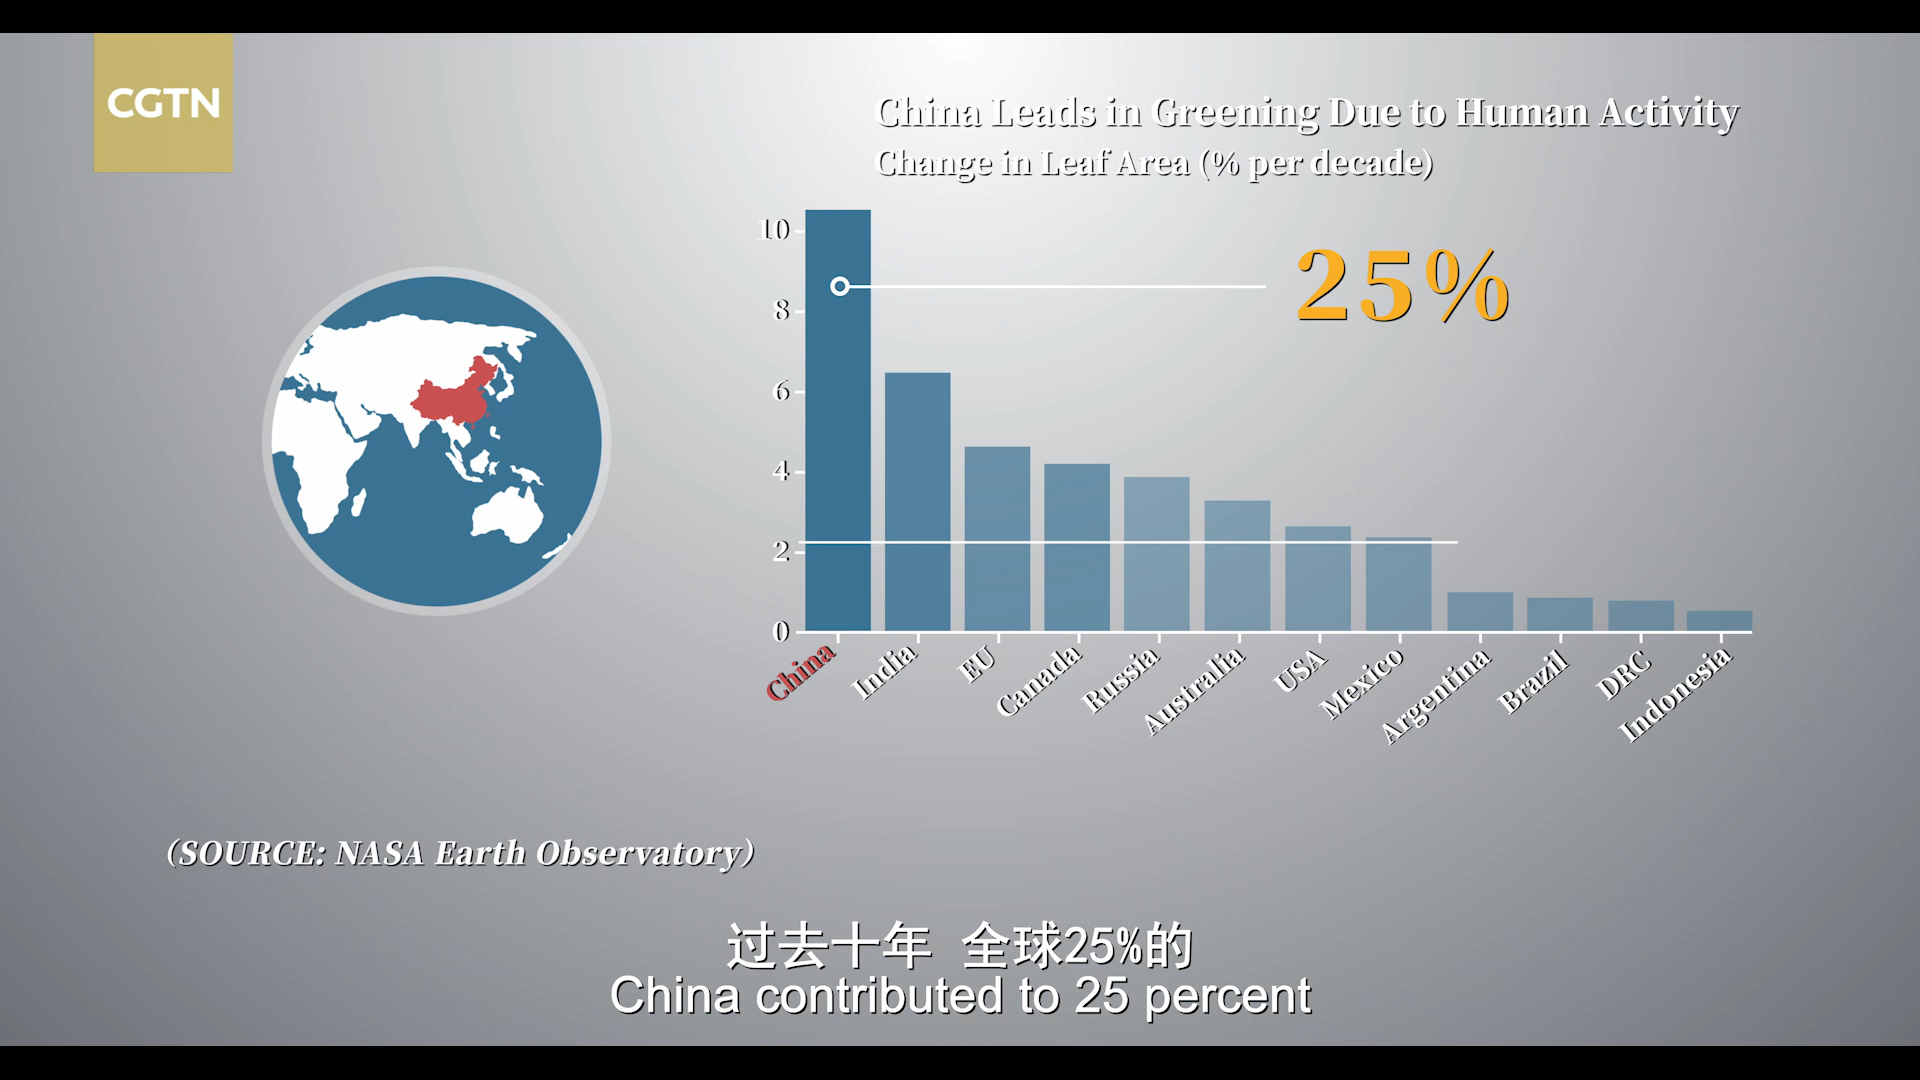 CGTN
China Leads in Greening Due to Human Activity
Change in Leaf Area (% per decade)
10
8
6
4
2
0
25%
China
India
EU
Canada
Russia
Australia
USA
Mexico
Argentina
Brazil
DRC
Indonesia
(SOURCE: NASA Earth Observatory)
过去十年 全球25%的
China contributed to 25 percent